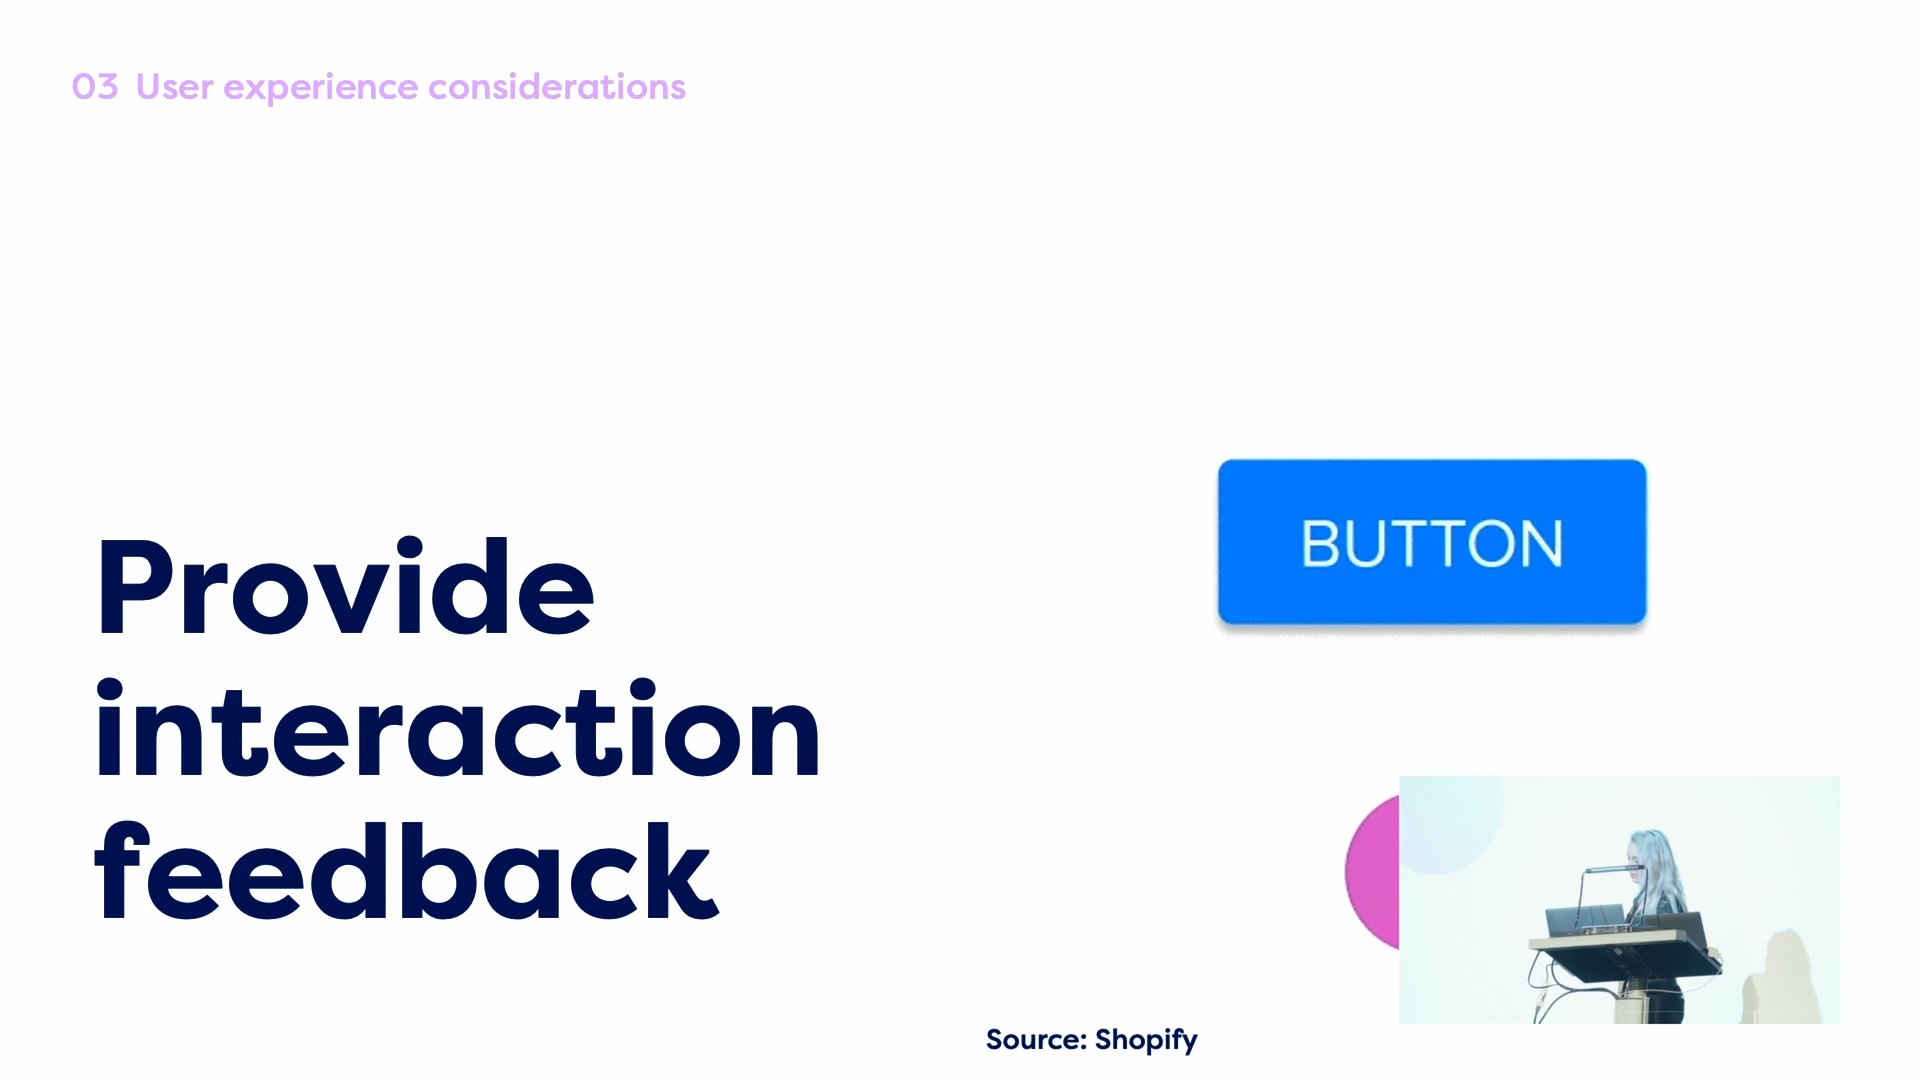 03 User experience considerations
BUTTON
Provide
interaction
feedback
Source: Shopify